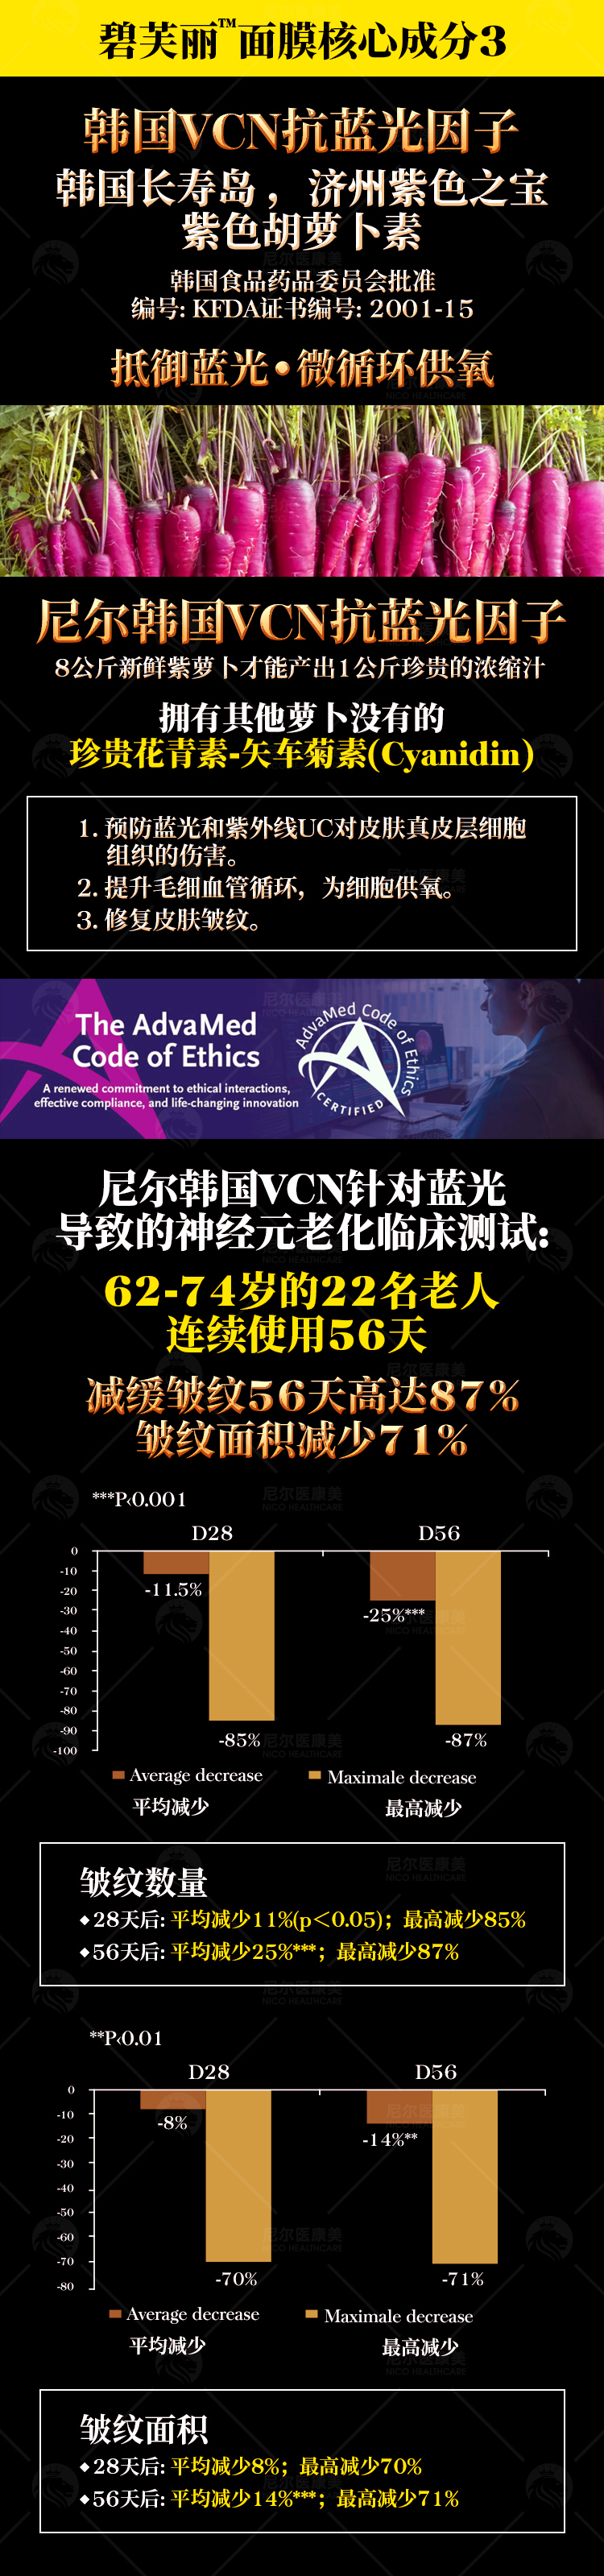 碧芙丽™面膜核心成分3
韩国VCN抗蓝光因子
韩国长寿岛，济州紫色之宝
紫色胡萝卜素
韩国食品药品委员会批准
编号: KFDA证书编号: 2001-15
抵御蓝光•微循环供氧
尼尔韩国VCN抗蓝光因子
8公斤新鲜紫萝卜才能产出1公斤珍贵的浓缩汁
拥有其他萝卜没有的
珍贵花青素-矢车菊素(Cyanidin)
1. 预防蓝光和紫外线UC对皮肤真皮层细胞
组织的伤害。
2. 提升毛细血管循环，为细胞供氧。
3. 修复皮肤皱纹。
The AdvaMed
Code of Ethics
A renewed commitment to ethical interactions,
effective compliance, and life-changing innovation
AdvaMed Code of Ethics
CERTIFIED
尼尔韩国VCN针对蓝光
导致的神经元老化临床测试:
62-74岁的22名老人
连续使用56天
减缓皱纹56天高达87%
皱纹面积减少71%
***P<0.001
D28 D56
0
-10
-20
-30
-40
-50
-60
-70
-80
-90
-100
-11.5%
-25%***
-85% -87%
Average decrease Maximale decrease
平均减少 最高减少
皱纹数量
◆28天后: 平均减少11%(p<0.05)；最高减少85%
◆56天后: 平均减少25%***；最高减少87%
**P<0.01
D28 D56
0
-10
-20
-30
-40
-50
-60
-70
-80
-8%
-14%**
-70% -71%
Average decrease Maximale decrease
平均减少 最高减少
皱纹面积
◆28天后: 平均减少8%；最高减少70%
◆56天后: 平均减少14%***；最高减少71%
尼尔医康美
NICO HEALTHCARE